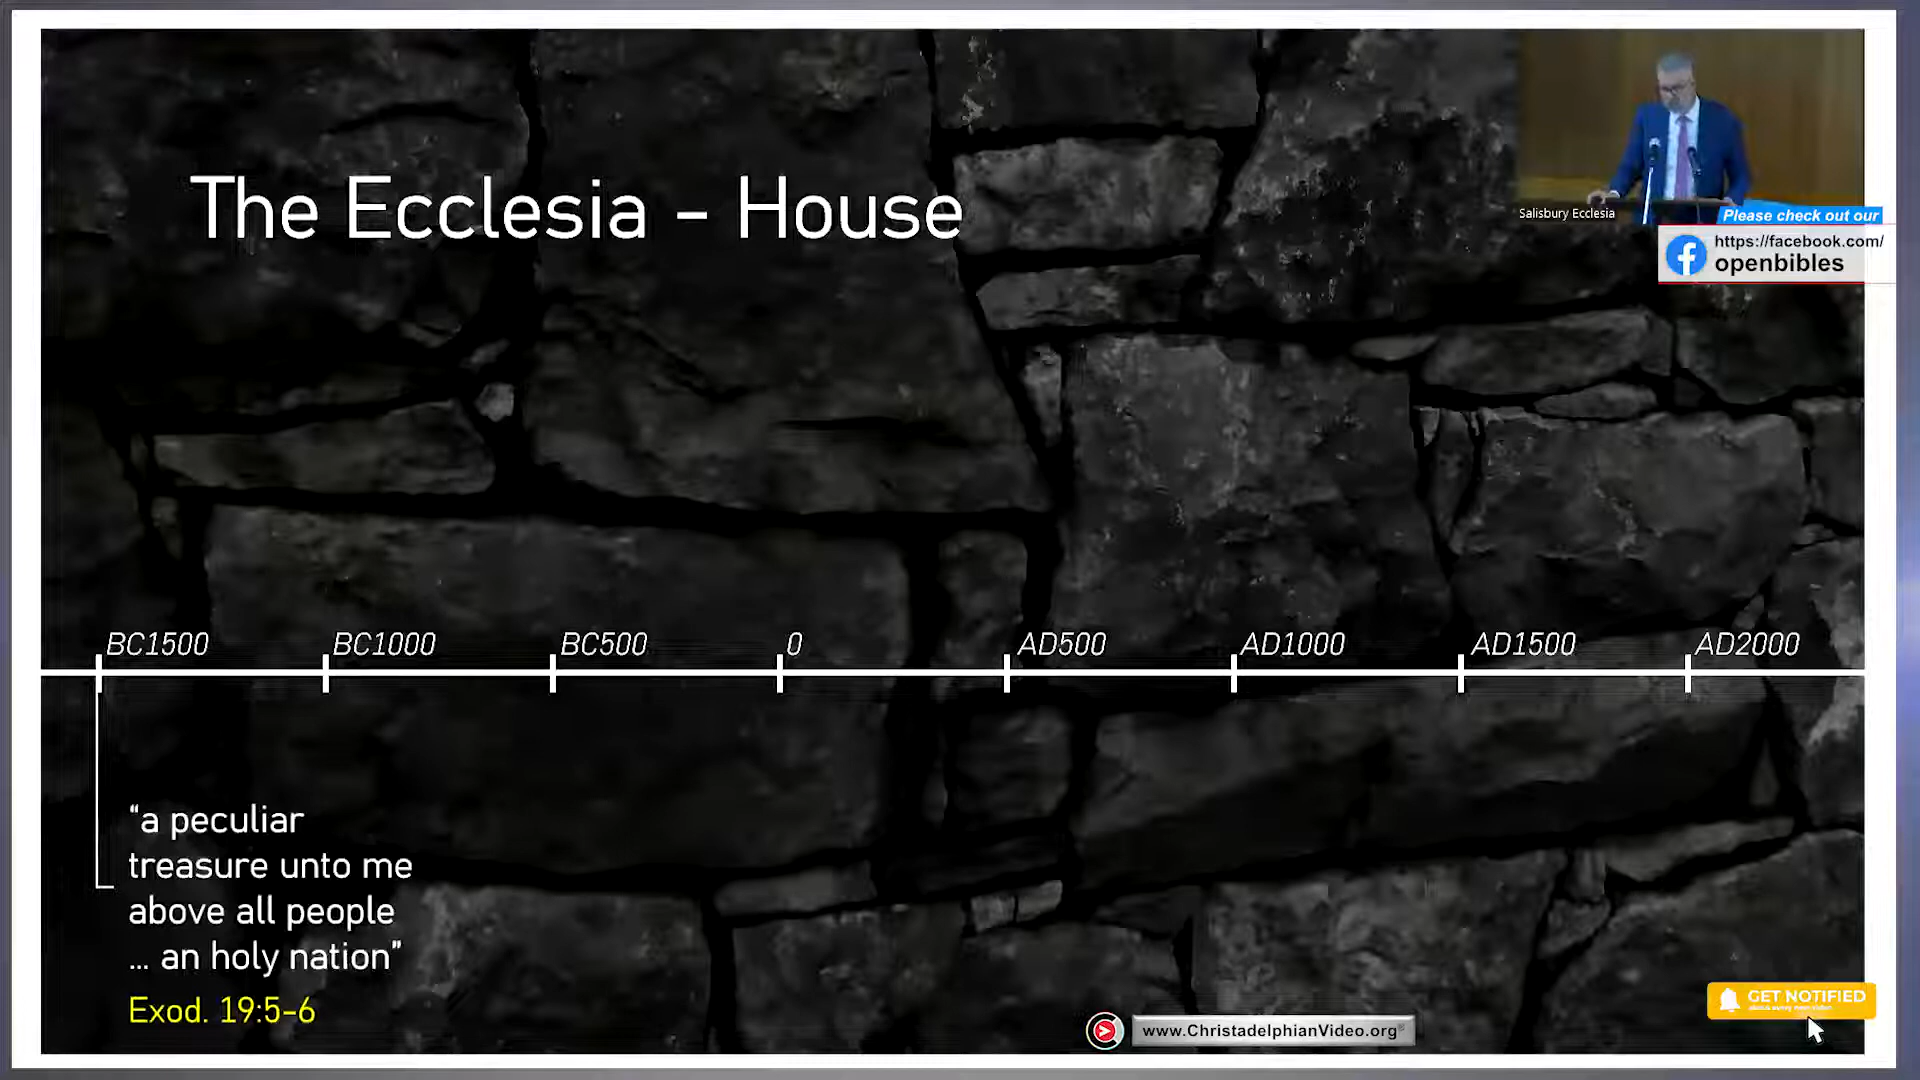 The Ecclesia - House
Salisbury Ecclesia
Please check out our
https://facebook.com/
openbibles
BC1500
BC1000
BC500
0
AD500
AD1000
AD1500
AD2000
“a peculiar
treasure unto me
above all people
... an holy nation”
Exod. 19:5-6
www.ChristadelphianVideo.org
GET NOTIFIED